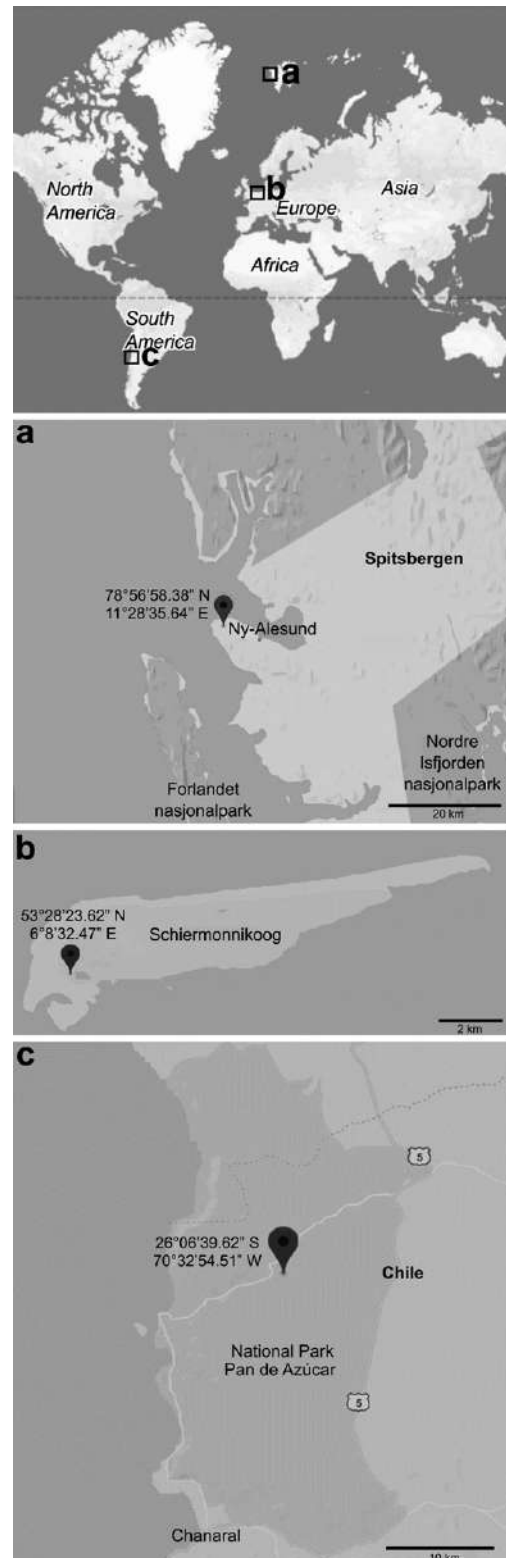 a
b
North
America
Asia
Europe
Africa
South
America
c
a
Spitsbergen
78°56'58.38" N
11°28'35.64" E
Ny-Alesund
Nordre
Isfjorden
nasjonalpark
Forlandet
nasjonalpark
20 km
b
53°28'23.62" N
6°8'32.47" E
Schiermonnikoog
2 km
c
5
26°06'39.62" S
70°32'54.51" W
Chile
National Park
Pan de Azúcar
5
Chanaral
10 km